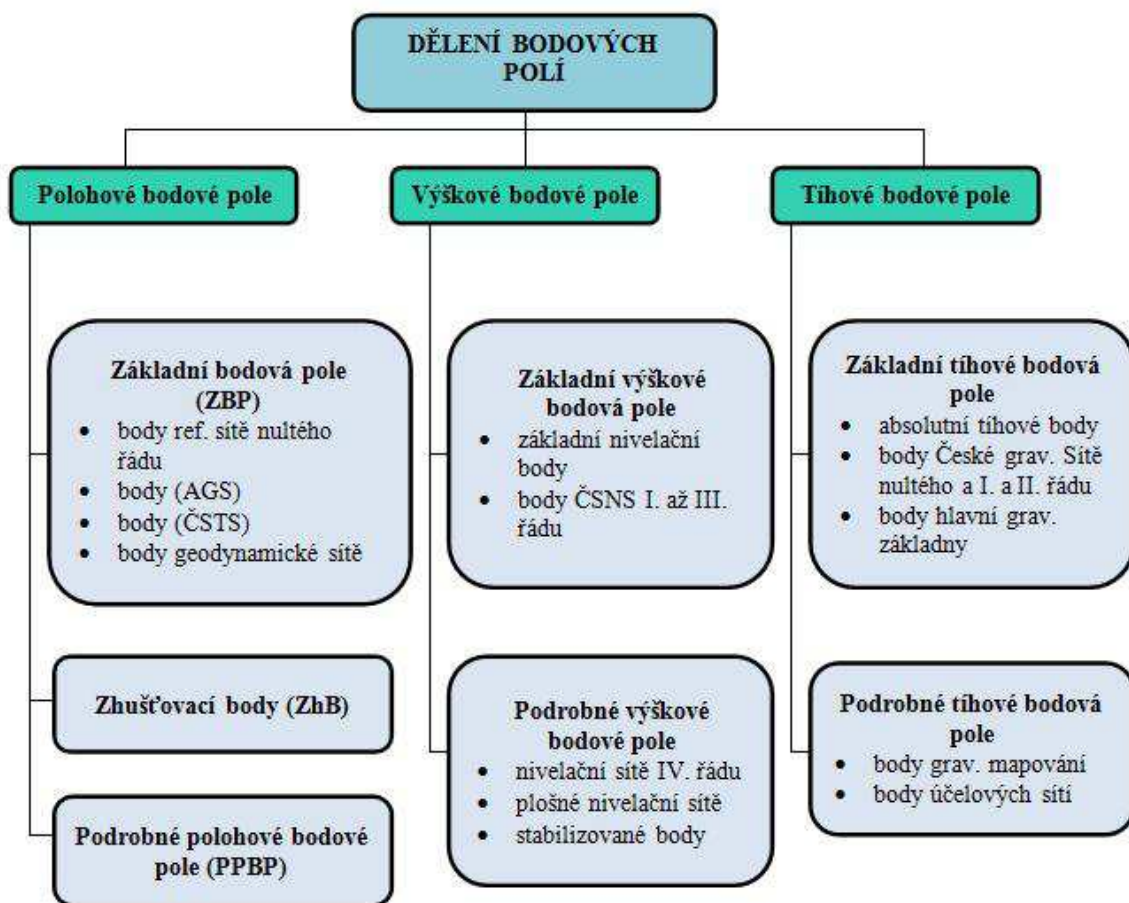 DĚLENÍ BODOVÝCH
POLÍ
Polohové bodové pole
Základní bodová pole
(ZBP)
• body ref. sítě nultého
řádu
• body (AGS)
• body (ČSTS)
• body geodynamické sítě
Zhušťovací body (ZhB)
Podrobné polohové bodové
pole (PPBP)
Výškové bodové pole
Základní výškové
bodová pole
• základní nivelační
body
• body ČSNS I. až III.
řádu
Podrobné výškové
bodové pole
• nivelační sítě IV. řádu
• plošné nivelační sítě
• stabilizované body
Tíhové bodové pole
Základní tíhové bodová
pole
• absolutní tíhové body
• body České grav. Sítě
nultého a I. a II. řádu
• body hlavní grav.
základny
Podrobné tíhové bodová
pole
• body grav. mapování
• body účelových sítí